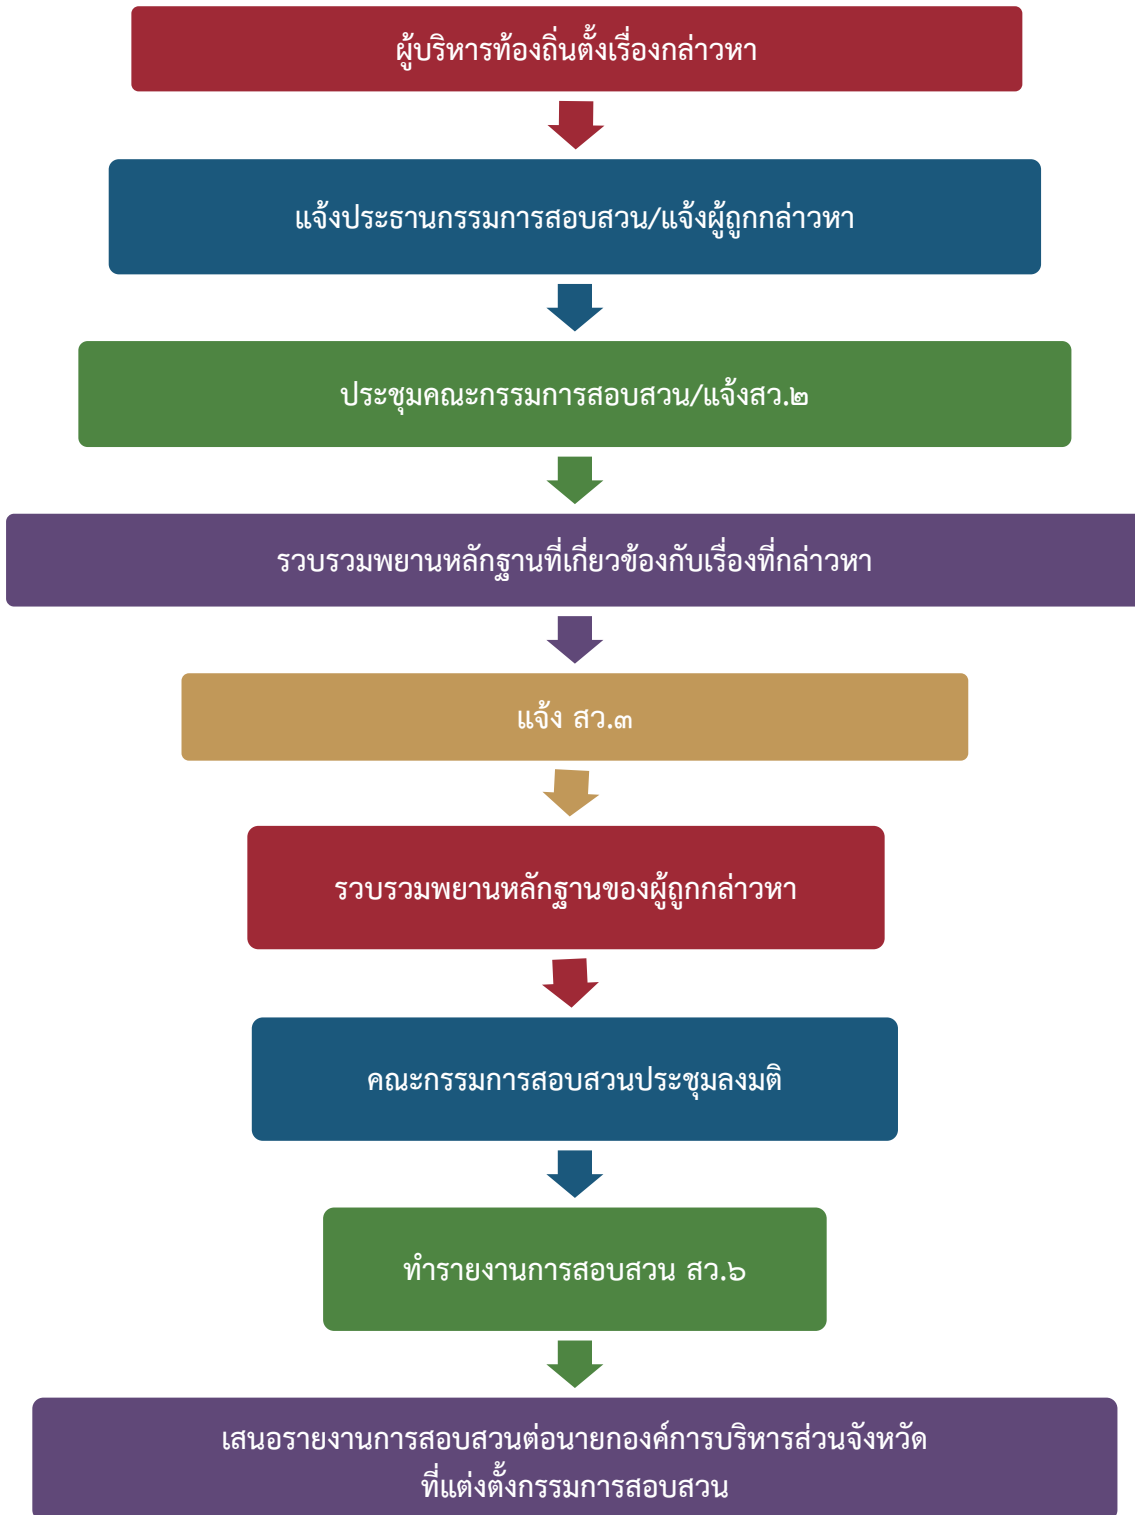 ผู้บริหารท้องถิ่นตั้งเรื่องกล่าวหา
แจ้งประธานกรรมการสอบสวน/แจ้งผู้ถูกกล่าวหา
ประชุมคณะกรรมการสอบสวน/แจ้งสว.๒
รวบรวมพยานหลักฐานที่เกี่ยวข้องกับเรื่องที่กล่าวหา
แจ้ง สว.๓
รวบรวมพยานหลักฐานของผู้ถูกกล่าวหา
คณะกรรมการสอบสวนประชุมลงมติ
ทำรายงานการสอบสวน สว.๖
เสนอรายงานการสอบสวนต่อนายกองค์การบริหารส่วนจังหวัด
ที่แต่งตั้งกรรมการสอบสวน